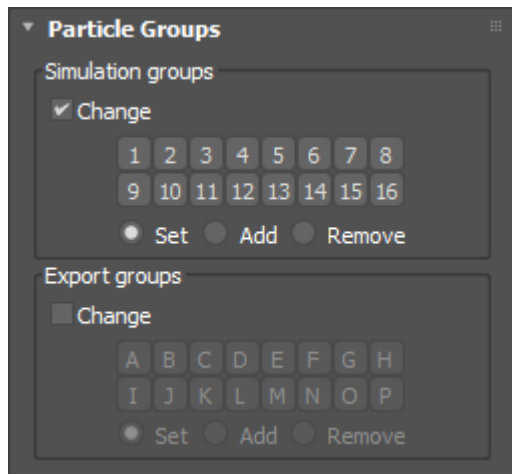 Particle Groups
Simulation groups
Change
1 2 3 4 5 6 7 8
9 10 11 12 13 14 15 16
Set Add Remove
Export groups
Change
A B C D E F G H
I J K L M N O P
Set Add Remove